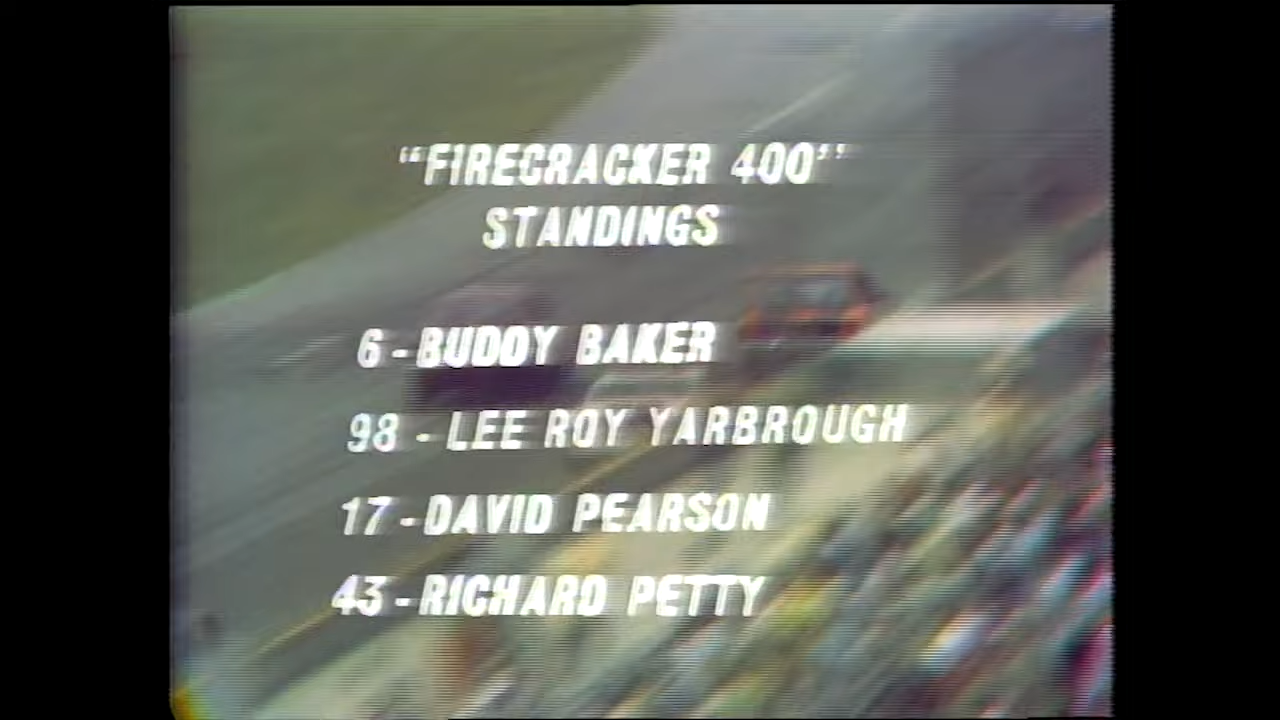 “FIRECRACKER 400”
STANDINGS
6 - BUDDY BAKER
98 - LEE ROY YARBROUGH
17 - DAVID PEARSON
43 - RICHARD PETTY